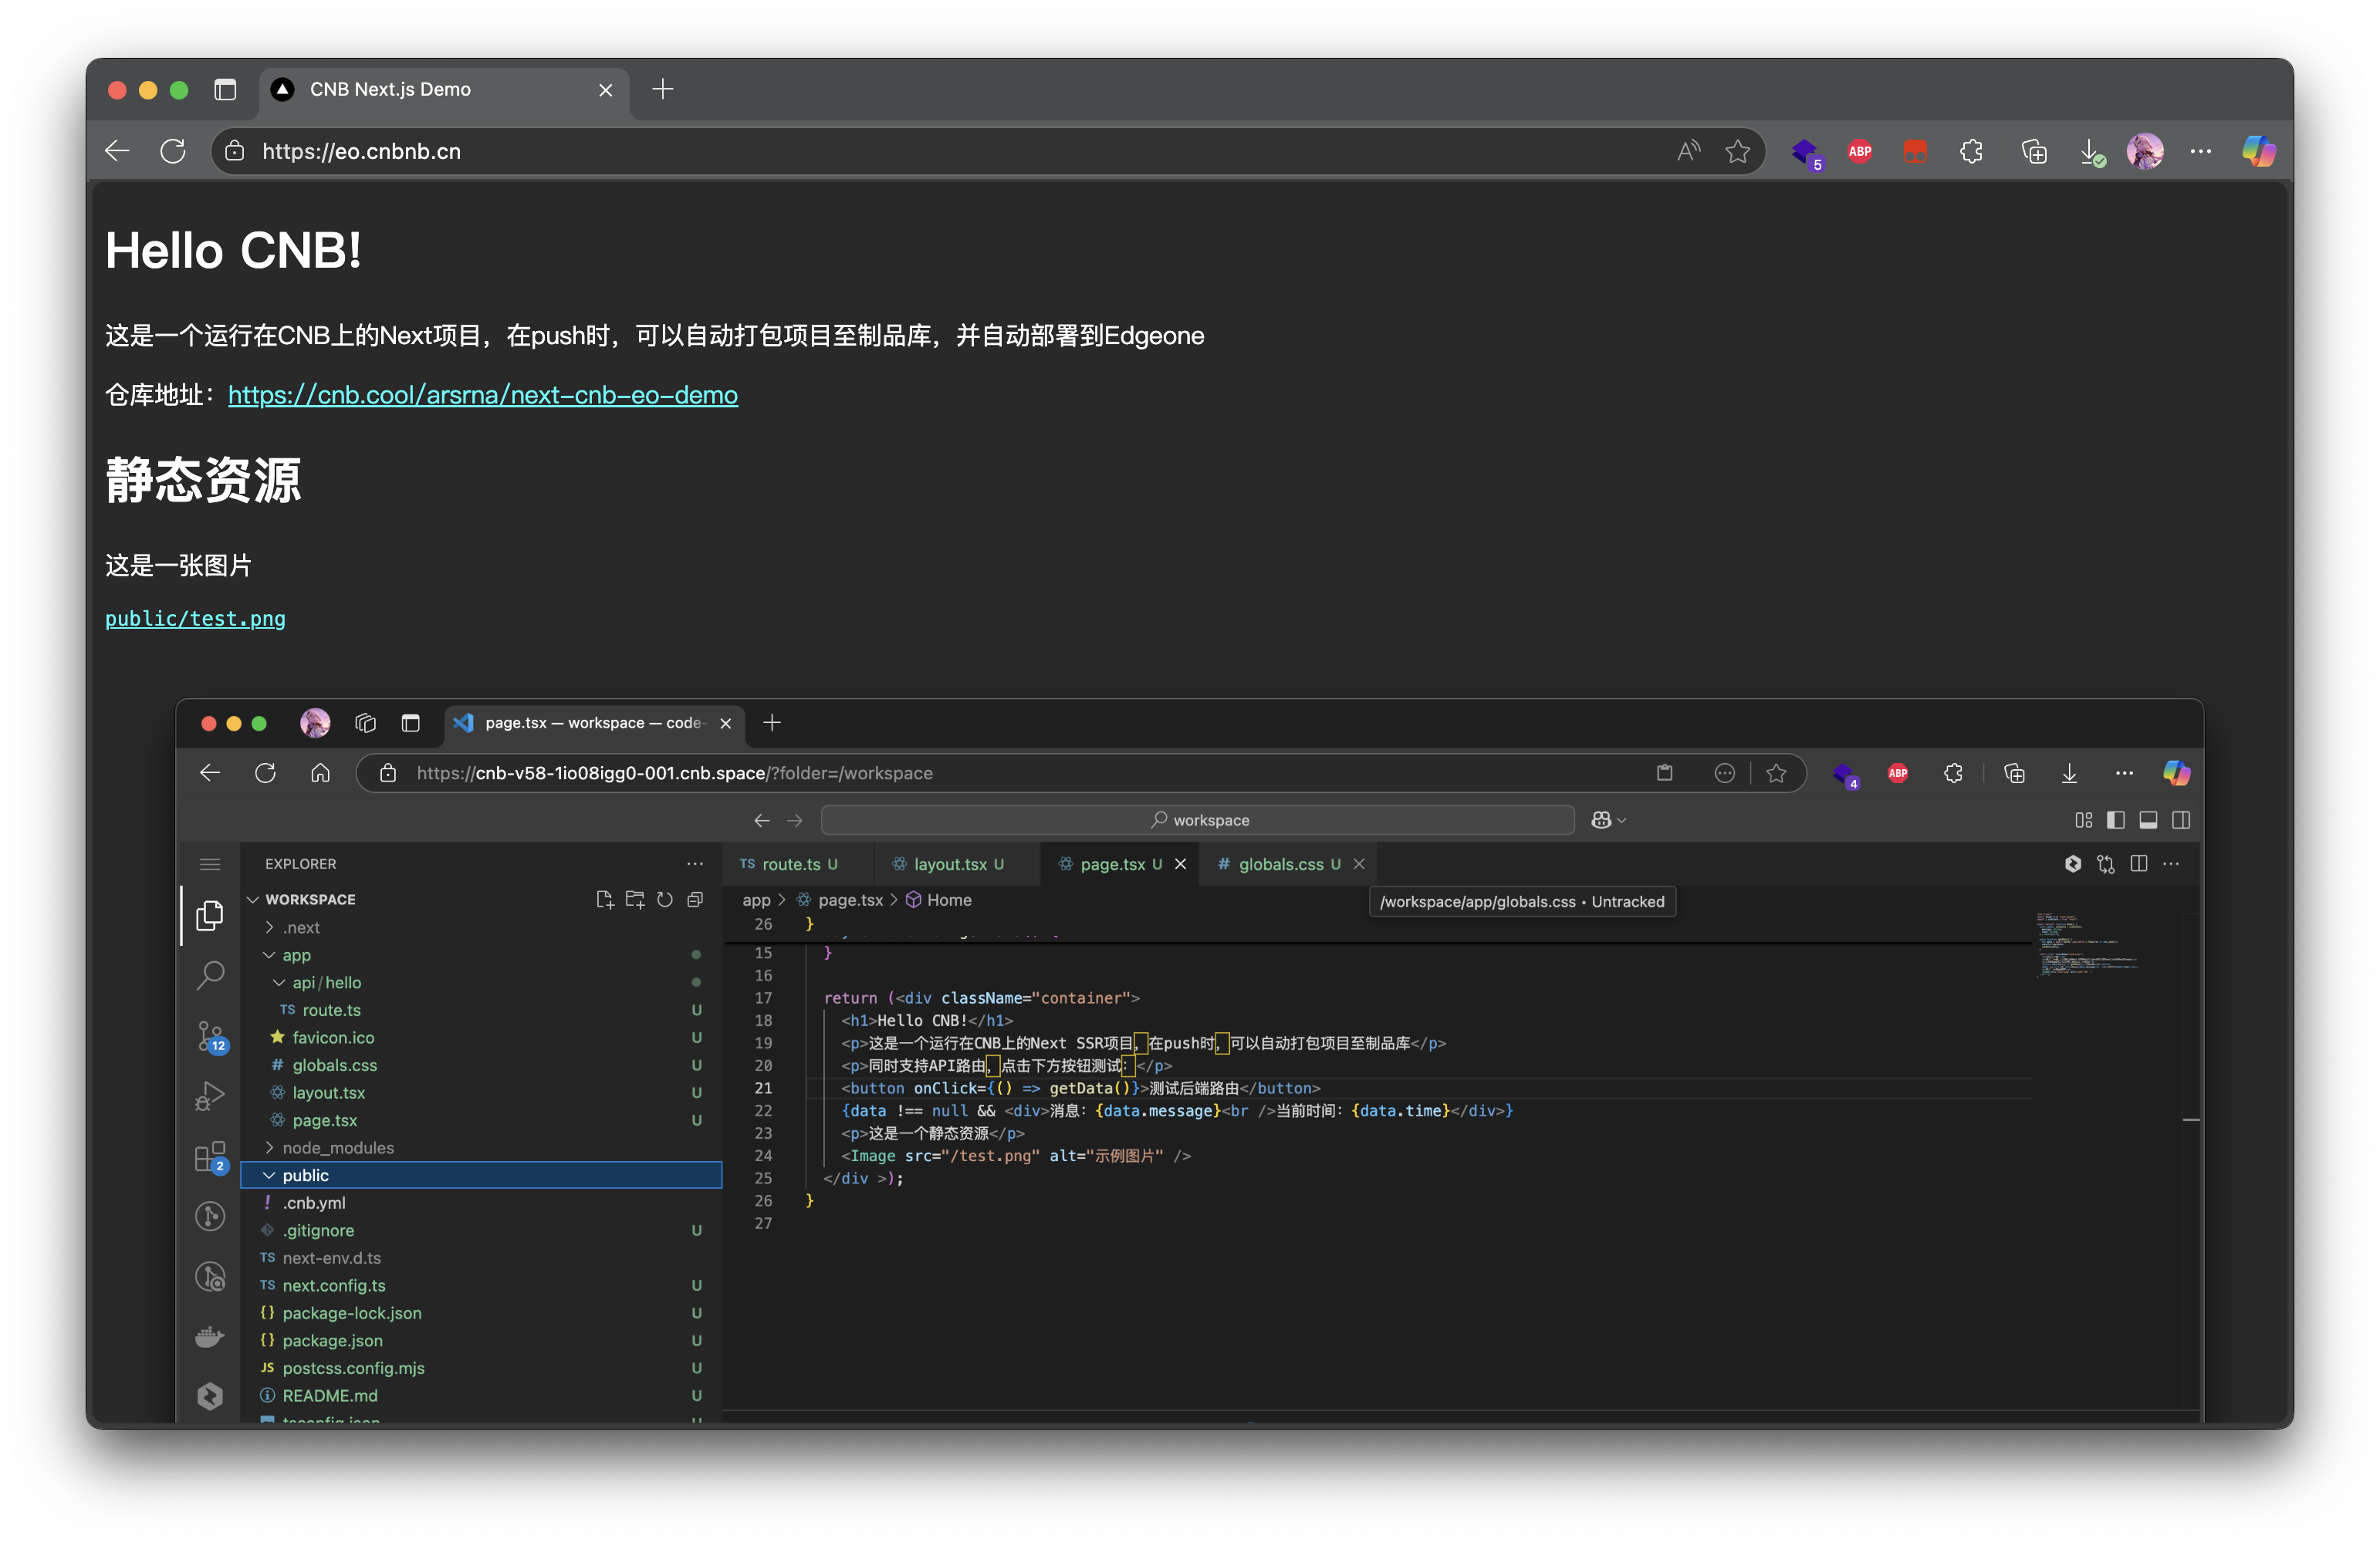 CNB Next.js Demo
https://eo.cnbnb.cn
5
ABP
Hello CNB!
这是一个运行在CNB上的Next项目，在push时，可以自动打包项目至制品库，并自动部署到Edgeone
仓库地址：https://cnb.cool/arsrna/next-cnb-eo-demo
静态资源
这是一张图片
public/test.png
page.tsx — workspace — code-
https://cnb-v58-1io08igg0-001.cnb.space/?folder=/workspace
4
ABP
workspace
EXPLORER
TS route.ts U
layout.tsx U
page.tsx U
# globals.css U
WORKSPACE
app > page.tsx > Home
/workspace/app/globals.css • Untracked
.next
app
api/hello
TS route.ts U
favicon.ico U
# globals.css U
layout.tsx U
page.tsx U
node_modules
public
! .cnb.yml
.gitignore U
TS next-env.d.ts
TS next.config.ts U
{} package-lock.json U
{} package.json U
JS postcss.config.mjs U
README.md U
tsconfig.json U
12
2
26 }
15 }
16
17 return (<div className="container">
18 <h1>Hello CNB!</h1>
19 <p>这是一个运行在CNB上的Next SSR项目，在push时，可以自动打包项目至制品库</p>
20 <p>同时支持API路由，点击下方按钮测试：</p>
21 <button onClick={() => getData()}>测试后端路由</button>
22 {data !== null && <div>消息：{data.message}<br />当前时间：{data.time}</div>}
23 <p>这是一个静态资源</p>
24 <Image src="/test.png" alt="示例图片" />
25 </div >);
26 }
27